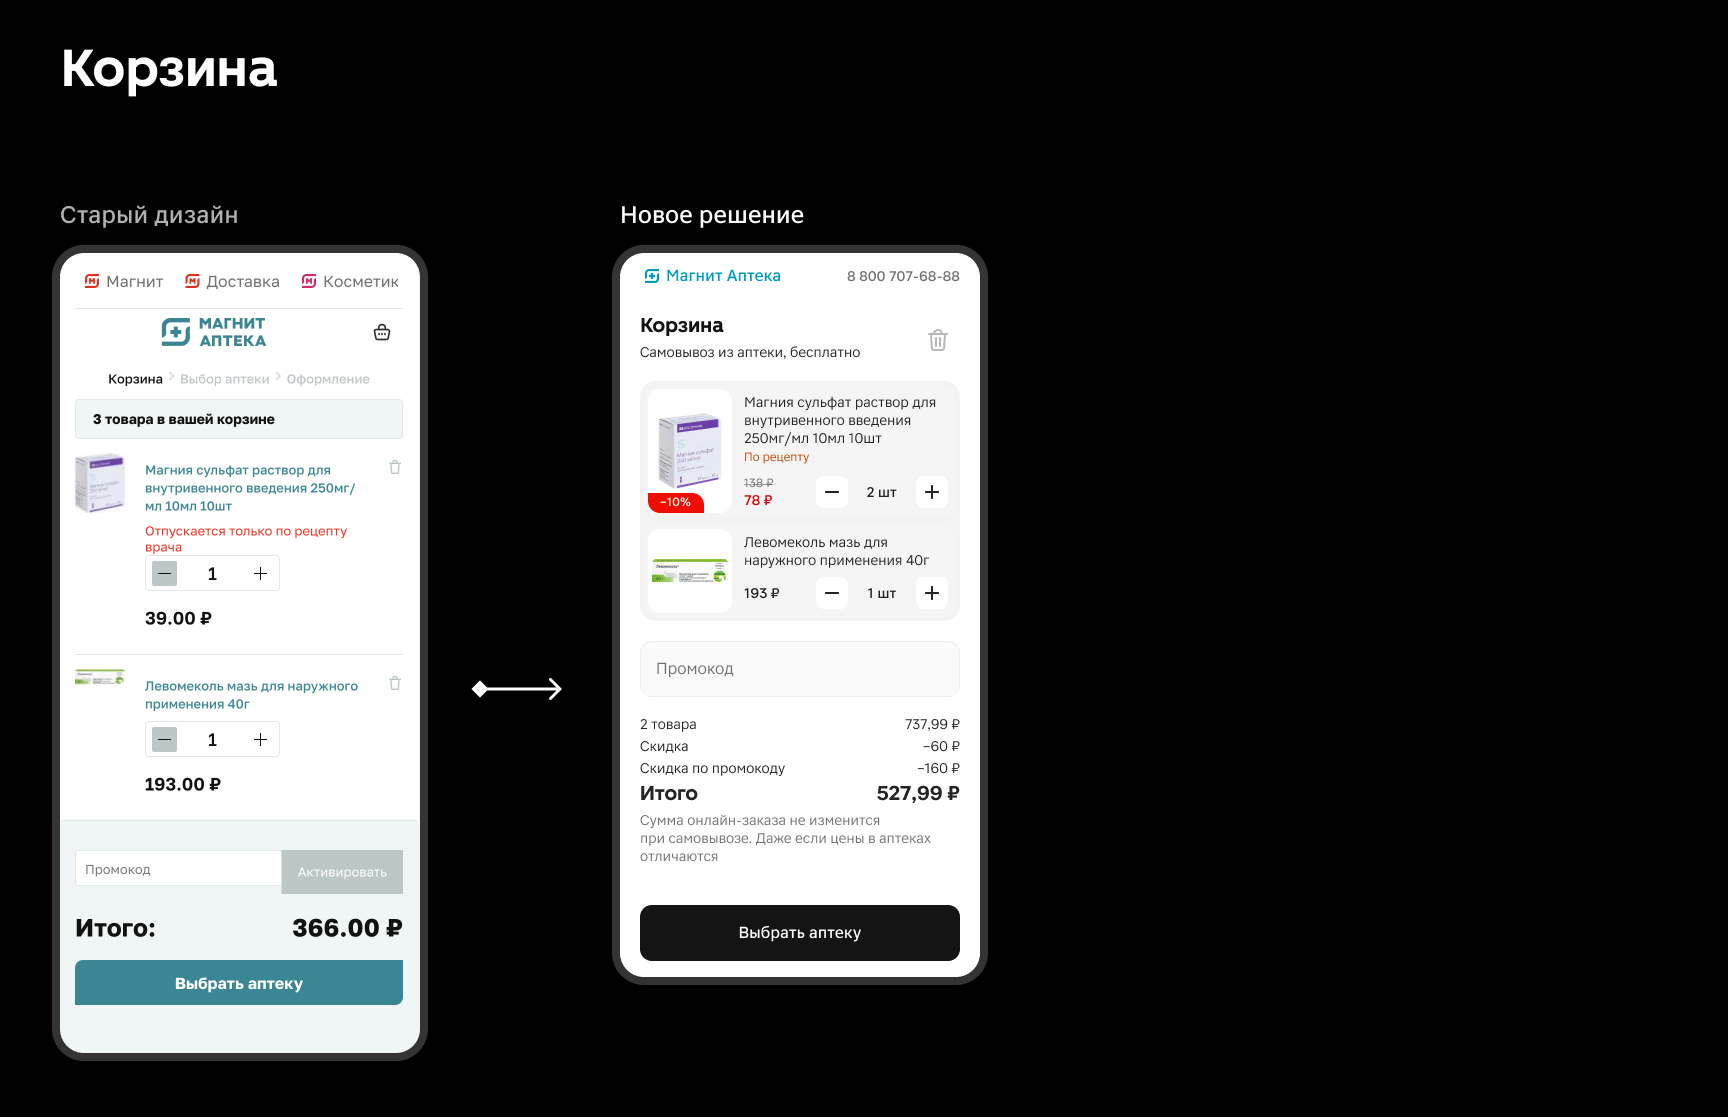 Корзина
Старый дизайн
Магнит
Доставка
Косметик
МАГНИТ
АПТЕКА
Корзина
Выбор аптеки
Оформление
3 товара в вашей корзине
Магния сульфат раствор для
внутривенного введения 250мг/
мл 10мл 10шт
Отпускается только по рецепту
врача
1
39.00 ₽
Левомеколь мазь для наружного
применения 40г
1
193.00 ₽
Промокод
Активировать
Итого:
366.00 ₽
Выбрать аптеку
Новое решение
Магнит Аптека
8 800 707-68-88
Корзина
Самовывоз из аптеки, бесплатно
Магния сульфат раствор для
внутривенного введения
250мг/мл 10мл 10шт
По рецепту
138 ₽
−10%
78 ₽
2 шт
Левомеколь мазь для
наружного применения 40г
193 ₽
1 шт
Промокод
2 товара
737,99 ₽
Скидка
−60 ₽
Скидка по промокоду
−160 ₽
Итого
527,99 ₽
Сумма онлайн-заказа не изменится
при самовывозе. Даже если цены в аптеках
отличаются
Выбрать аптеку